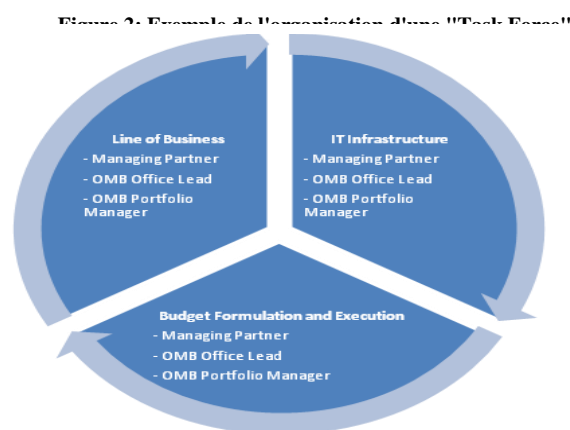 Figure 2: Exemple de l'organisation d'une "Task Force"
Line of Business
- Managing Partner
- OMB Office Lead
- OMB Portfolio
Manager
IT Infrastructure
- Managing Partner
- OMB Office Lead
- OMB Portfolio
Manager
Budget Formulation and Execution
- Managing Partner
- OMB Office Lead
- OMB Portfolio Manager